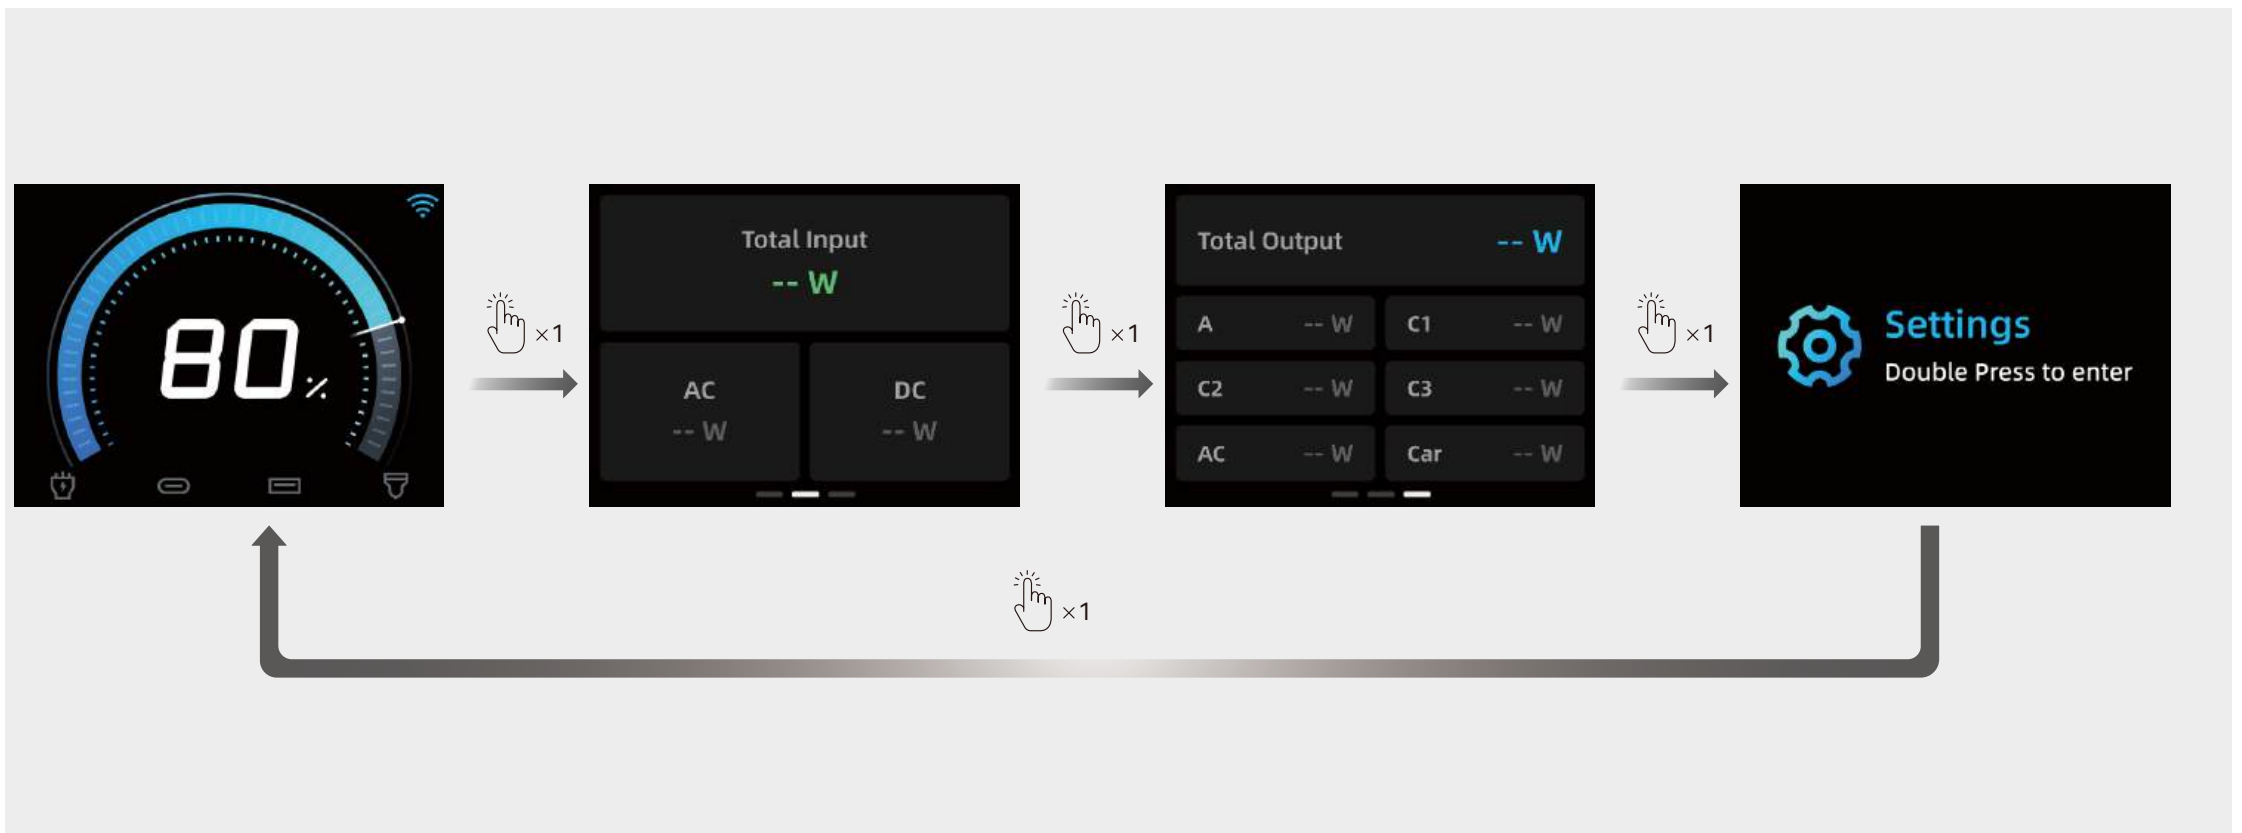 80%
×1
Total Input
-- W
AC
-- W
DC
-- W
×1
Total Output -- W
A -- W
C1 -- W
C2 -- W
C3 -- W
AC -- W
Car -- W
×1
Settings
Double Press to enter
×1